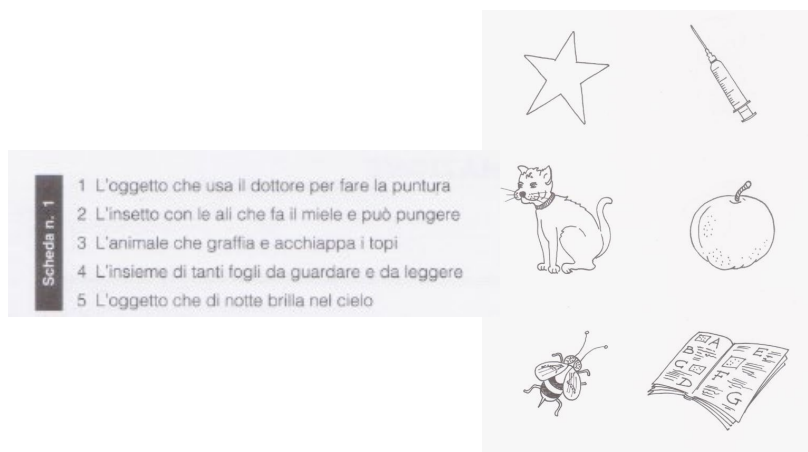 Scheda n. 1
1 L'oggetto che usa il dottore per fare la puntura
2 L'insetto con le ali che fa il miele e può pungere
3 L'animale che graffia e acchiappa i topi
4 L'insieme di tanti fogli da guardare e da leggere
5 L'oggetto che di notte brilla nel cielo
A
B
C
D
E
F
E
G